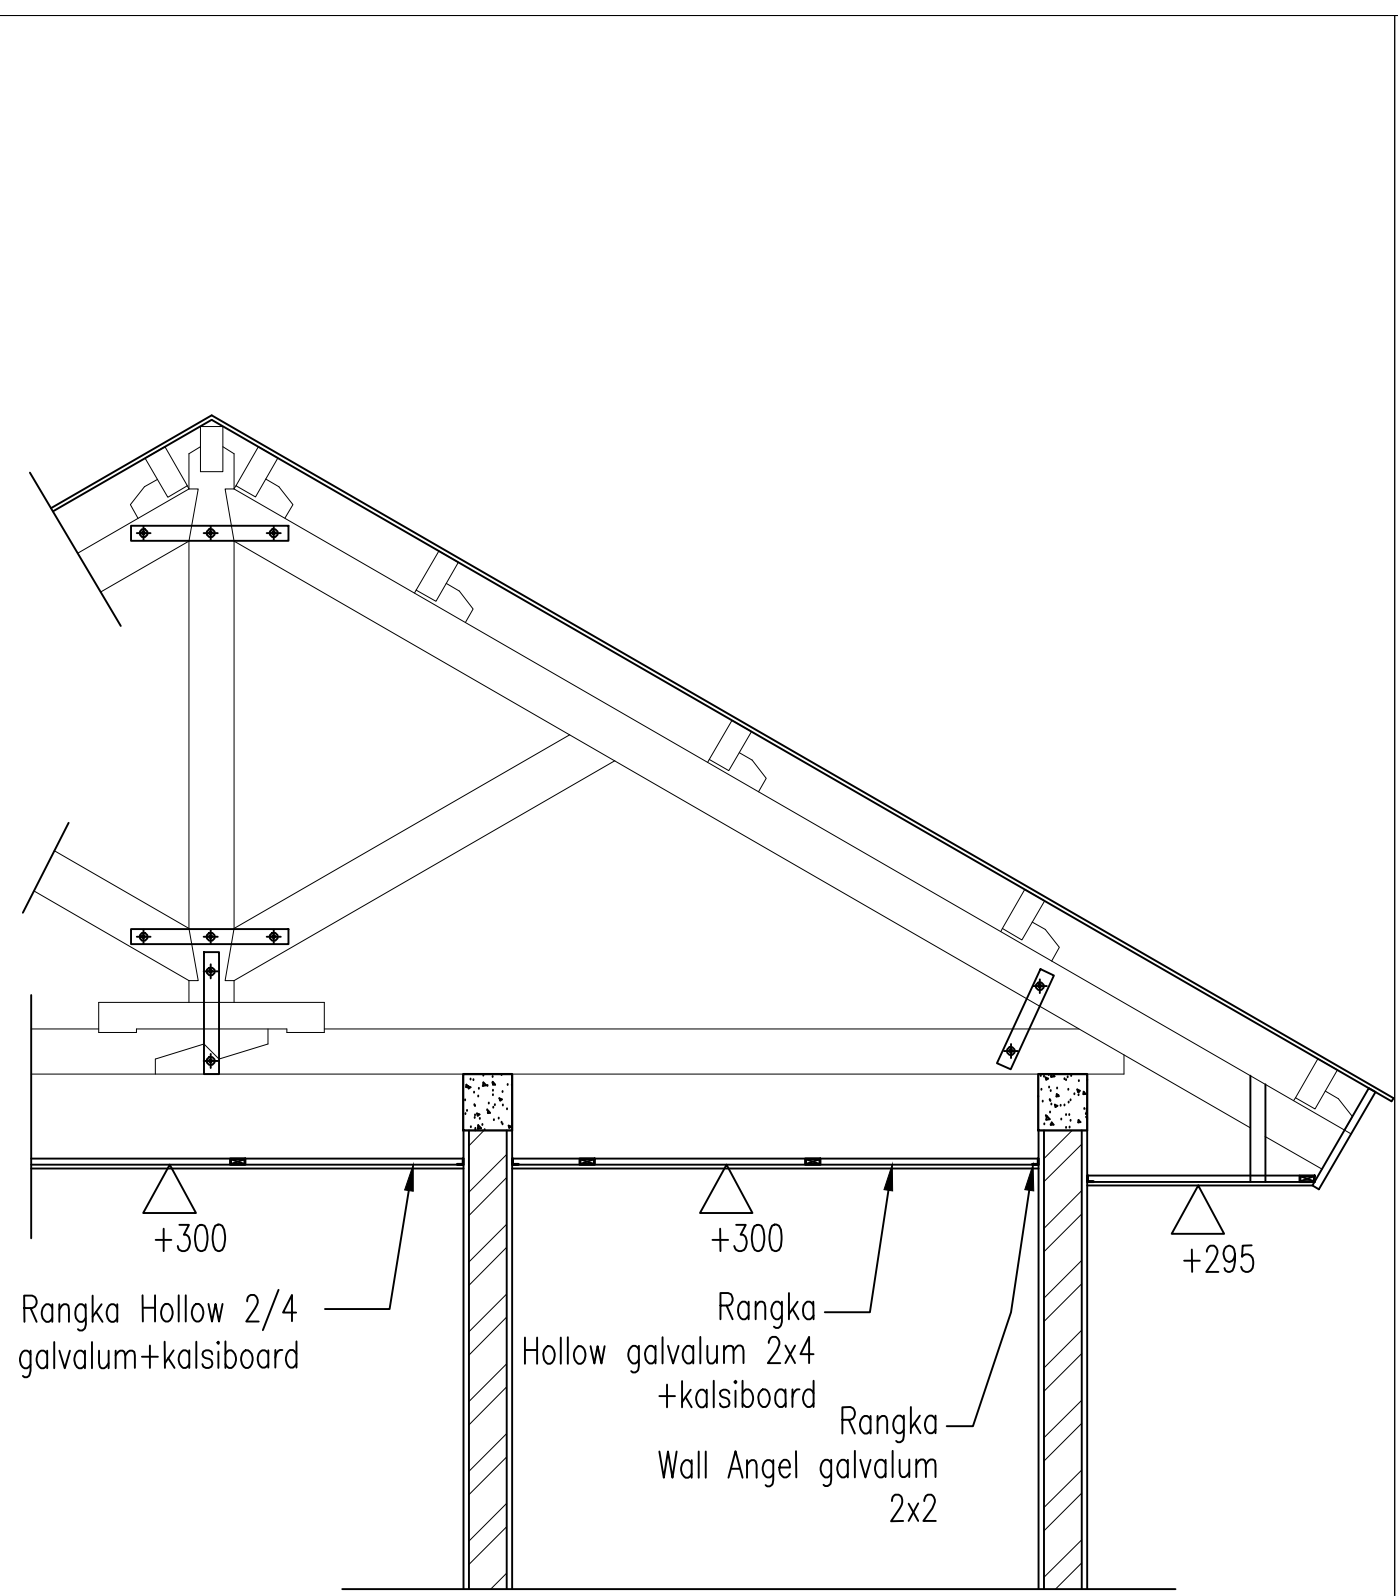 +300
+300
+295
Rangka Hollow 2/4
galvalum+kalsiboard
Rangka
Hollow galvalum 2x4
+kalsiboard
Rangka
Wall Angel galvalum
2x2